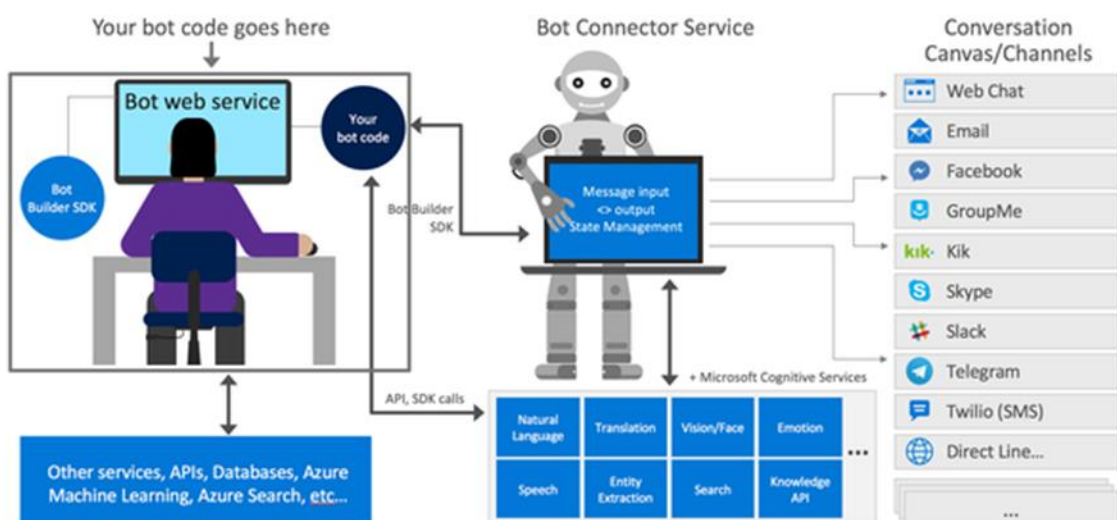 Your bot code goes here
Bot web service
Your
bot code
Bot
Builder SDK
Bot Builder
SDK
API, SDK calls
Other services, APIs, Databases, Azure
Machine Learning, Azure Search, etc...
Bot Connector Service
Message input
<> output
State Management
+ Microsoft Cognitive Services
Natural
Language
Translation
Vision/Face
Emotion
...
Speech
Entity
Extraction
Search
Knowledge
API
Conversation
Canvas/Channels
Web Chat
Email
Facebook
GroupMe
kik• Kik
Skype
Slack
Telegram
Twilio (SMS)
Direct Line...
...